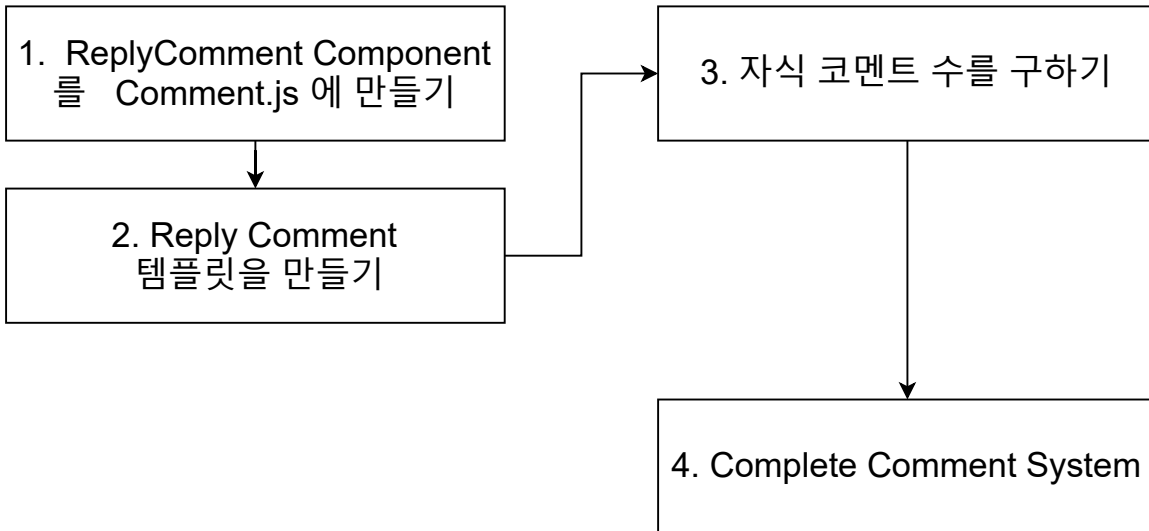 1. ReplyComment Component
를 Comment.js 에 만들기
2. Reply Comment
템플릿을 만들기
3. 자식 코멘트 수를 구하기
4. Complete Comment System